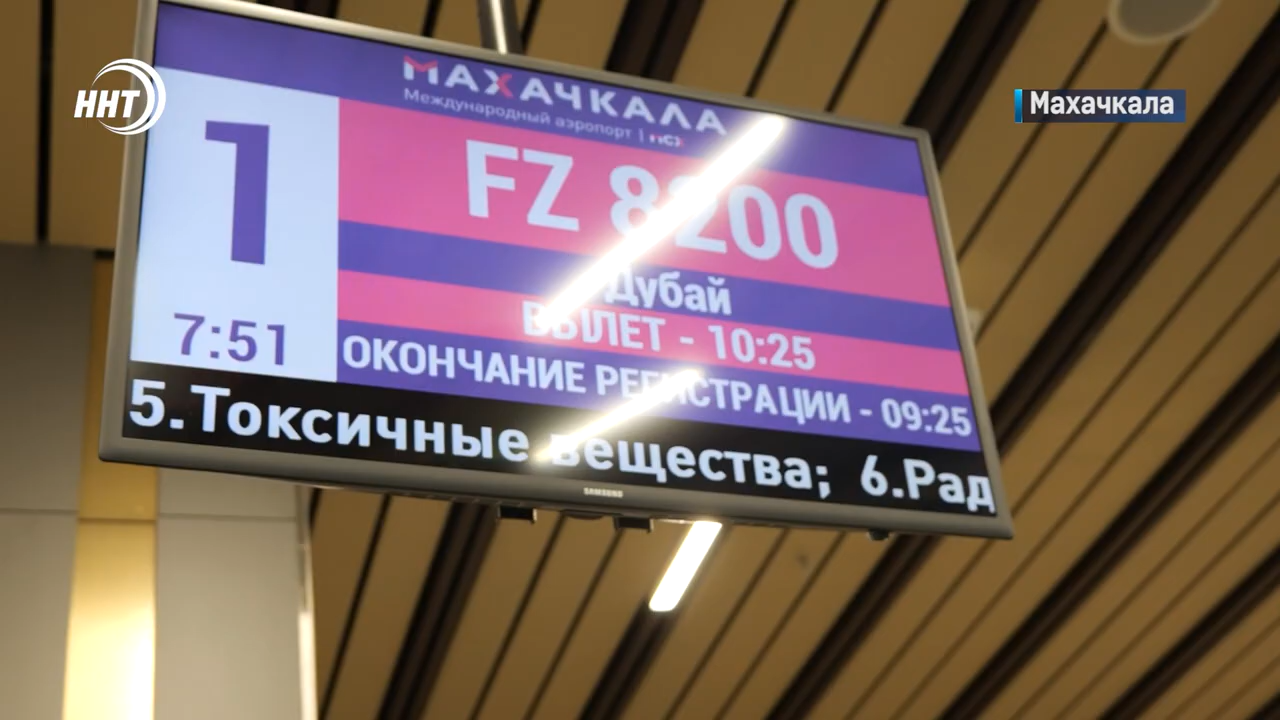 ННТ
Махачкала
МАХАЧКАЛА
Международный аэропорт |
1
FZ 8200
Дубай
ВЫЛЕТ - 10:25
7:51
ОКОНЧАНИЕ РЕГИСТРАЦИИ - 09:25
5.Токсичные вещества; 6.Рад
SAMSUNG